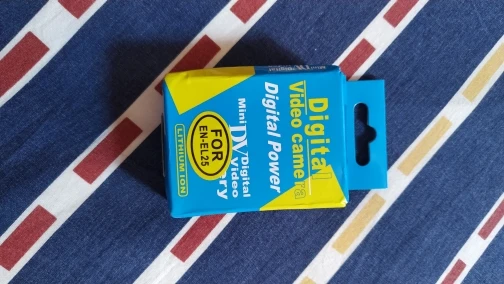 Digital
Video camera
Digital Power
Mini DV Digital
Video
ry
FOR
EN-EL25
LITHIUM ION